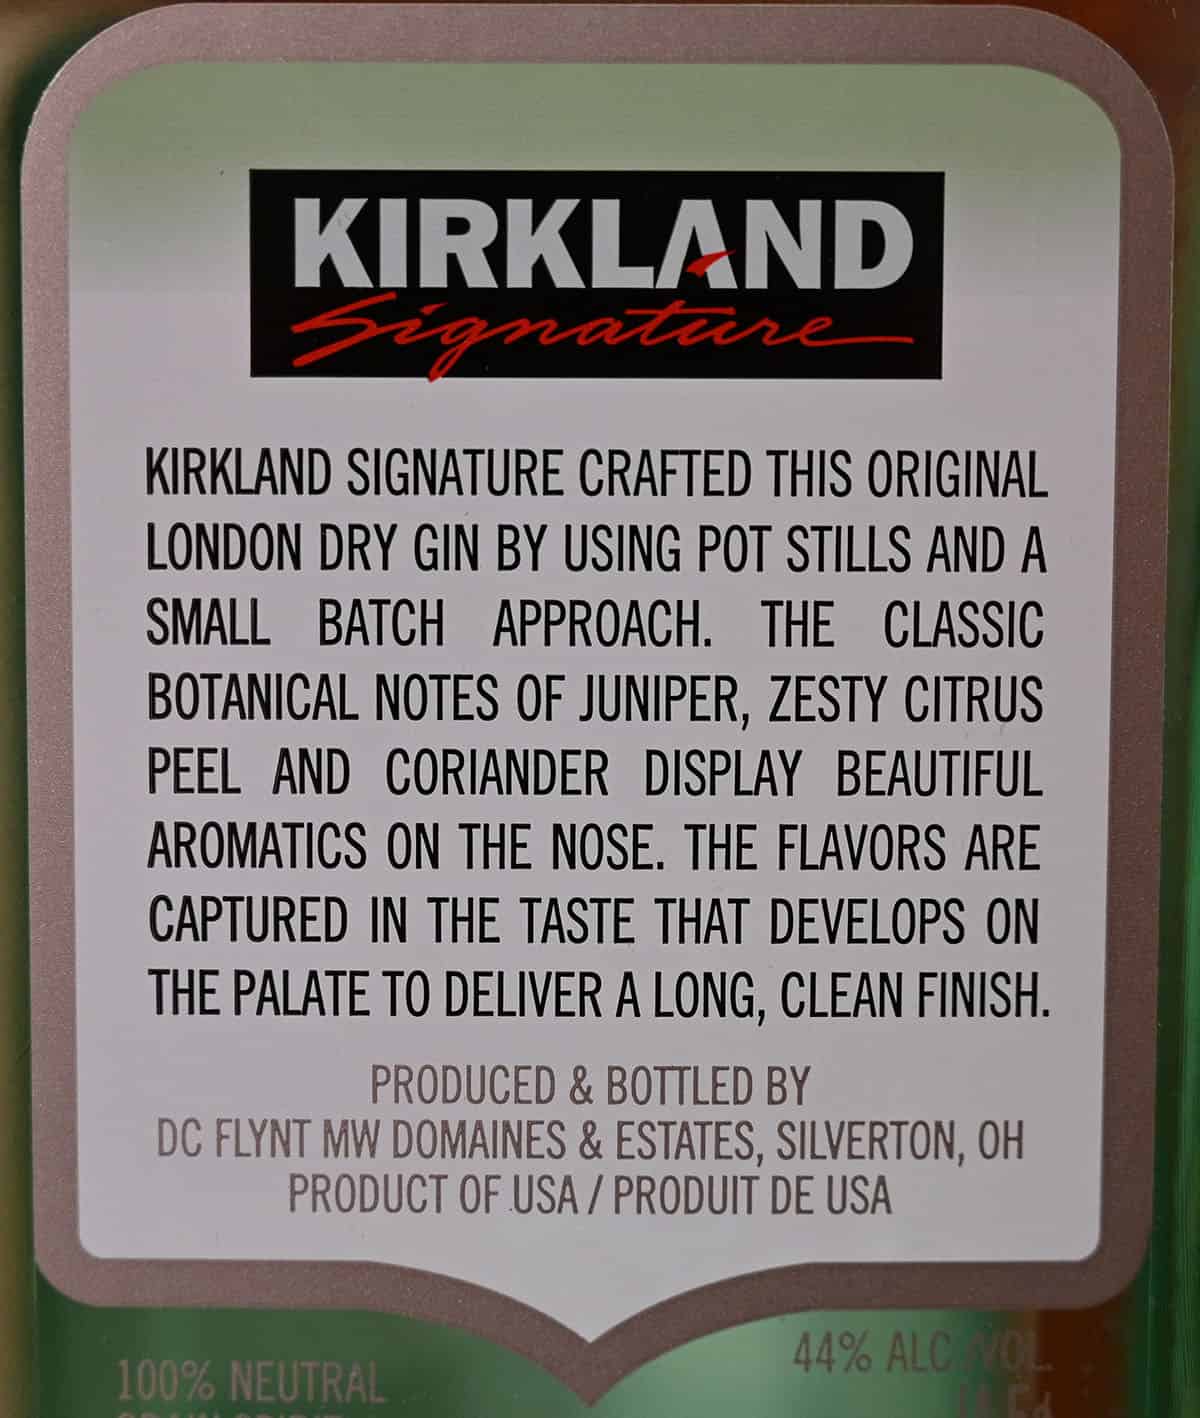 KIRKLAND
Signature
KIRKLAND SIGNATURE CRAFTED THIS ORIGINAL
LONDON DRY GIN BY USING POT STILLS AND A
SMALL BATCH APPROACH. THE CLASSIC
BOTANICAL NOTES OF JUNIPER, ZESTY CITRUS
PEEL AND CORIANDER DISPLAY BEAUTIFUL
AROMATICS ON THE NOSE. THE FLAVORS ARE
CAPTURED IN THE TASTE THAT DEVELOPS ON
THE PALATE TO DELIVER A LONG, CLEAN FINISH.
PRODUCED & BOTTLED BY
DC FLYNT MW DOMAINES & ESTATES, SILVERTON, OH
PRODUCT OF USA / PRODUIT DE USA
44% ALC./VOL.
100% NEUTRAL